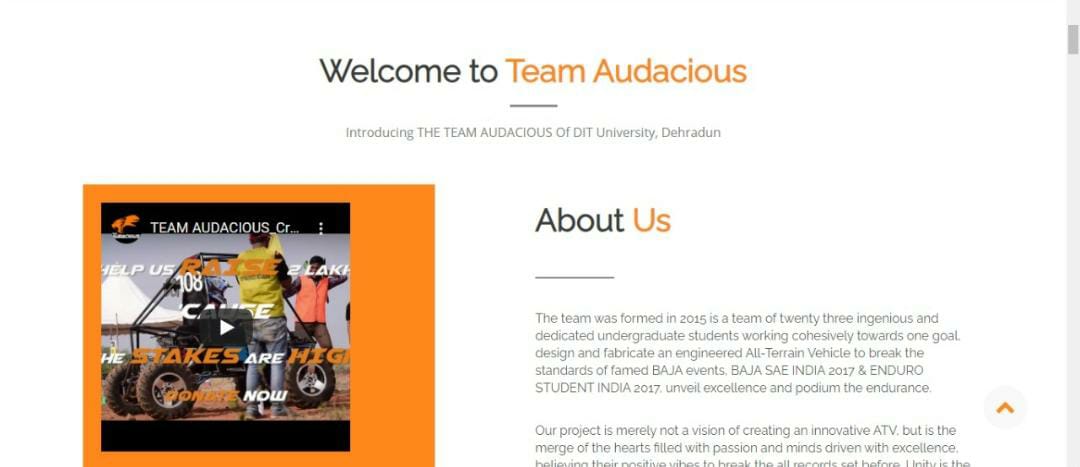 Welcome to Team Audacious
Introducing THE TEAM AUDACIOUS Of DIT University, Dehradun
TEAM AUDACIOUS_Cr...
HELP US RAISE 2 LAKH
108
'CAUSE
HE STAKES ARE HIG
DONATE NOW
About Us
The team was formed in 2015 is a team of twenty three ingenious and
dedicated undergraduate students working cohesively towards one goal,
design and fabricate an engineered All-Terrain Vehicle to break the
standards of famed BAJA events, BAJA SAE INDIA 2017 & ENDURO
STUDENT INDIA 2017, unveil excellence and podium the endurance.
Our project is merely not a vision of creating an innovative ATV, but is the
merge of the hearts filled with passion and minds driven with excellence,
believing their positive vibes to break the all records set before. Unity is the